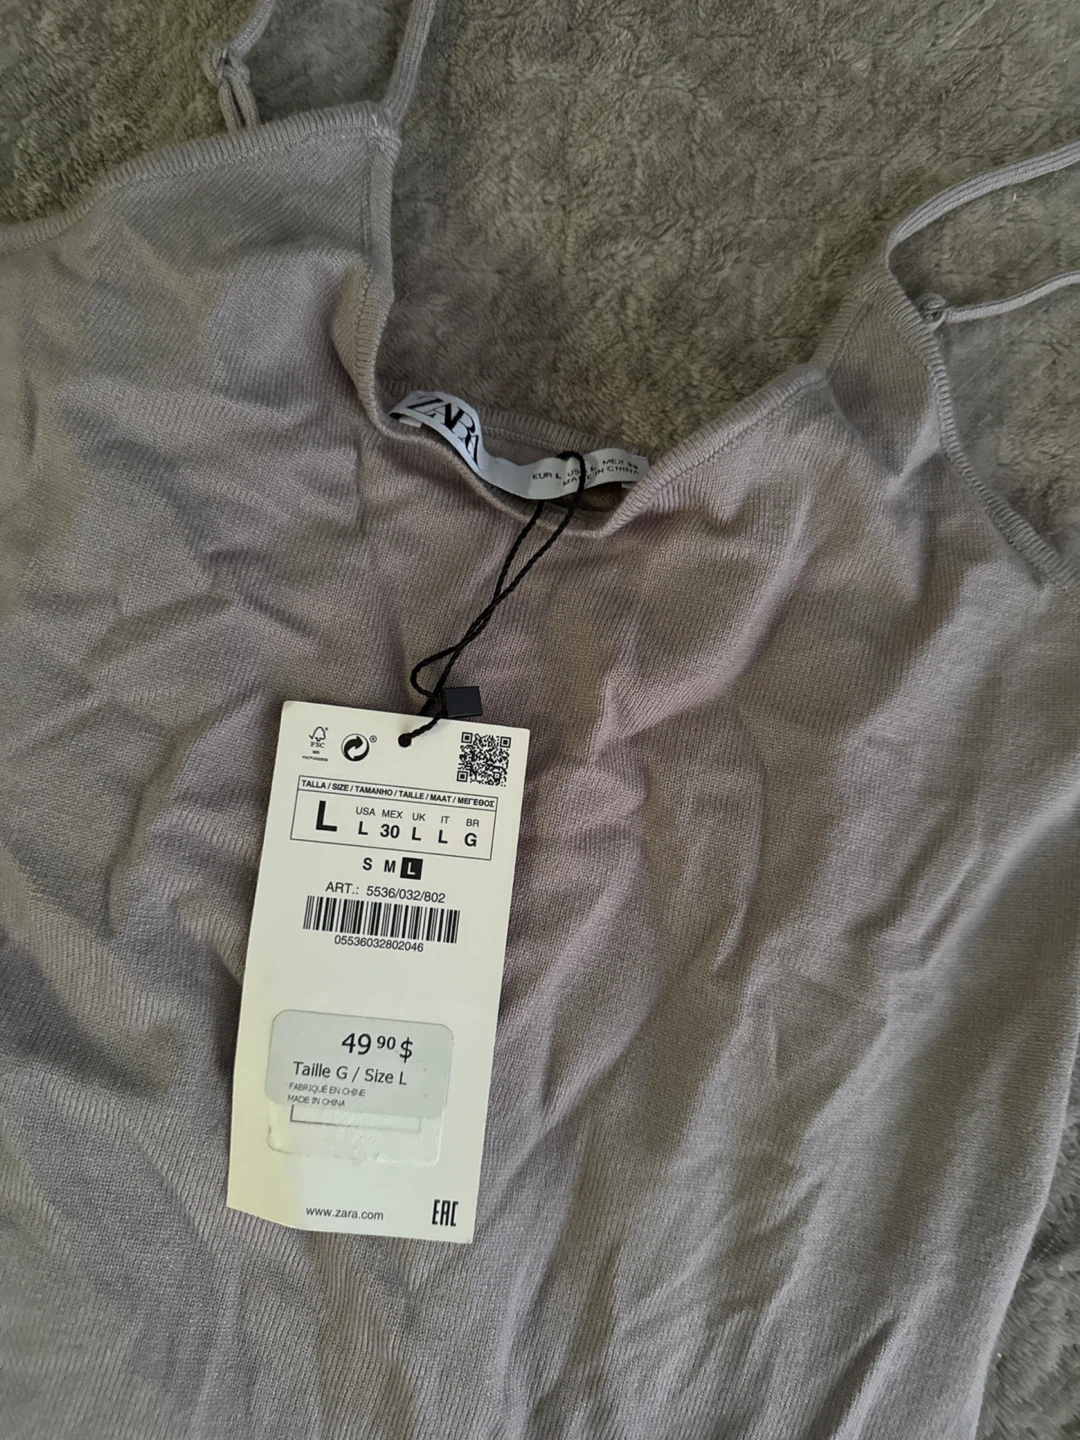 ZARA
EUR L US L MEX 30
MADE IN CHINA
FSC
MIX
®
TALLA / SIZE / TAMANHO / TAILLE / MAAT / ΜΕΓΕΘΟΣ
L
USA MEX UK IT BR
L 30 L L G
S M L
ART.: 5536/032/802
05536032802046
49 90 $
Taille G / Size L
FABRIQUÉ EN CHINE
MADE IN CHINA
www.zara.com
EAC